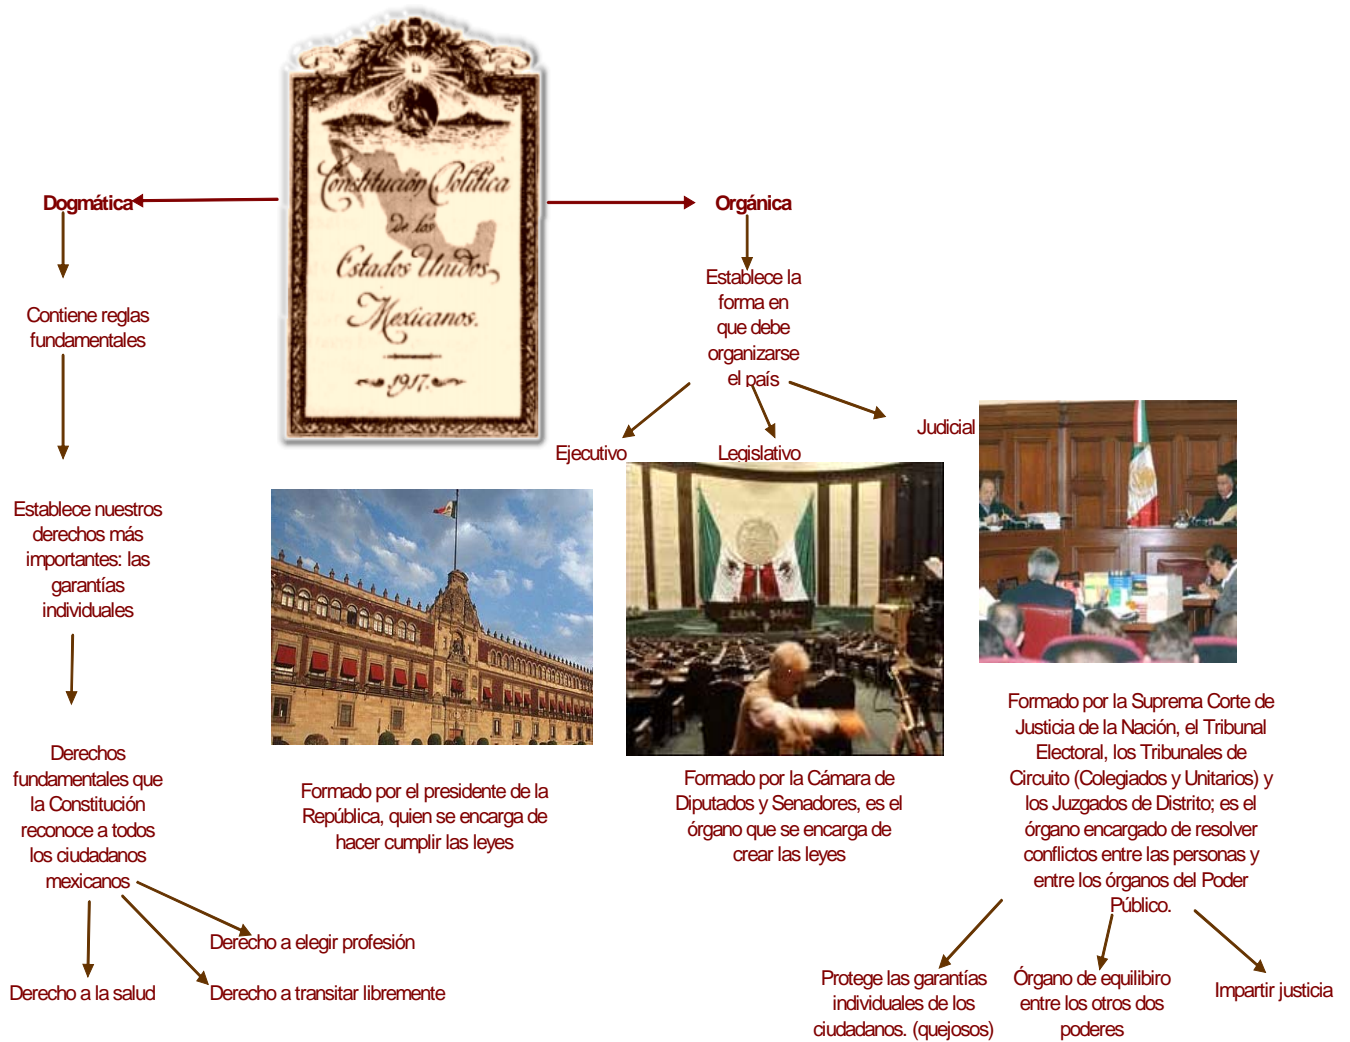 Constitución Política
de los
Estados Unidos
Mexicanos.
1917.
Dogmática
Contiene reglas
fundamentales
Establece nuestros
derechos más
importantes: las
garantías
individuales
Derechos
fundamentales que
la Constitución
reconoce a todos
los ciudadanos
mexicanos
Derecho a elegir profesión
Derecho a la salud
Derecho a transitar libremente
Orgánica
Establece la
forma en
que debe
organizarse
el país
Ejecutivo
Formado por el presidente de la
República, quien se encarga de
hacer cumplir las leyes
Legislativo
Formado por la Cámara de
Diputados y Senadores, es el
órgano que se encarga de
crear las leyes
Judicial
Formado por la Suprema Corte de
Justicia de la Nación, el Tribunal
Electoral, los Tribunales de
Circuito (Colegiados y Unitarios) y
los Juzgados de Distrito; es el
órgano encargado de resolver
conflictos entre las personas y
entre los órganos del Poder
Público.
Protege las garantías
individuales de los
ciudadanos. (quejosos)
Órgano de equilibiro
entre los otros dos
poderes
Impartir justicia